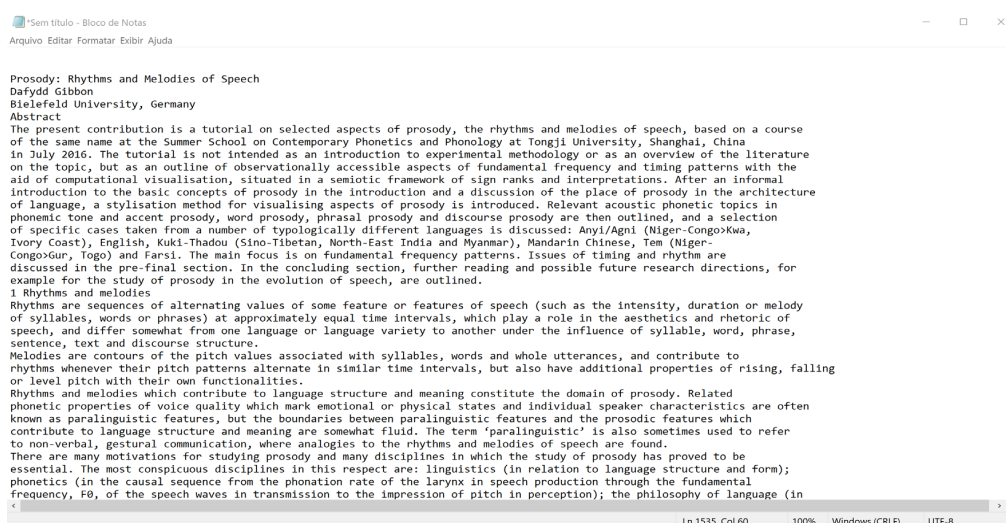 *Sem título - Bloco de Notas
Arquivo Editar Formatar Exibir Ajuda
Prosody: Rhythms and Melodies of Speech
Dafydd Gibbon
Bielefeld University, Germany
Abstract
The present contribution is a tutorial on selected aspects of prosody, the rhythms and melodies of speech, based on a course
of the same name at the Summer School on Contemporary Phonetics and Phonology at Tongji University, Shanghai, China
in July 2016. The tutorial is not intended as an introduction to experimental methodology or as an overview of the literature
on the topic, but as an outline of observationally accessible aspects of fundamental frequency and timing patterns with the
aid of computational visualisation, situated in a semiotic framework of sign ranks and interpretations. After an informal
introduction to the basic concepts of prosody in the introduction and a discussion of the place of prosody in the architecture
of language, a stylisation method for visualising aspects of prosody is introduced. Relevant acoustic phonetic topics in
phonemic tone and accent prosody, word prosody, phrasal prosody and discourse prosody are then outlined, and a selection
of specific cases taken from a number of typologically different languages is discussed: Anyi/Agni (Niger-Congo>Kwa,
Ivory Coast), English, Kuki-Thadou (Sino-Tibetan, North-East India and Myanmar), Mandarin Chinese, Tem (Niger-
Congo>Gur, Togo) and Farsi. The main focus is on fundamental frequency patterns. Issues of timing and rhythm are
discussed in the pre-final section. In the concluding section, further reading and possible future research directions, for
example for the study of prosody in the evolution of speech, are outlined.
1 Rhythms and melodies
Rhythms are sequences of alternating values of some feature or features of speech (such as the intensity, duration or melody
of syllables, words or phrases) at approximately equal time intervals, which play a role in the aesthetics and rhetoric of
speech, and differ somewhat from one language or language variety to another under the influence of syllable, word, phrase,
sentence, text and discourse structure.
Melodies are contours of the pitch values associated with syllables, words and whole utterances, and contribute to
rhythms whenever their pitch patterns alternate in similar time intervals, but also have additional properties of rising, falling
or level pitch with their own functionalities.
Rhythms and melodies which contribute to language structure and meaning constitute the domain of prosody. Related
phonetic properties of voice quality which mark emotional or physical states and individual speaker characteristics are often
known as paralinguistic features, but the boundaries between paralinguistic features and the prosodic features which
contribute to language structure and meaning are somewhat fluid. The term ‘paralinguistic’ is also sometimes used to refer
to non-verbal, gestural communication, where analogies to the rhythms and melodies of speech are found.
There are many motivations for studying prosody and many disciplines in which the study of prosody has proved to be
essential. The most conspicuous disciplines in this respect are: linguistics (in relation to language structure and form);
phonetics (in the causal sequence from the phonation rate of the larynx in speech production through the fundamental
frequency, F0, of the speech waves in transmission to the impression of pitch in perception); the philosophy of language (in
Ln 1535, Col 60 100% Windows (CRLF) UTF-8